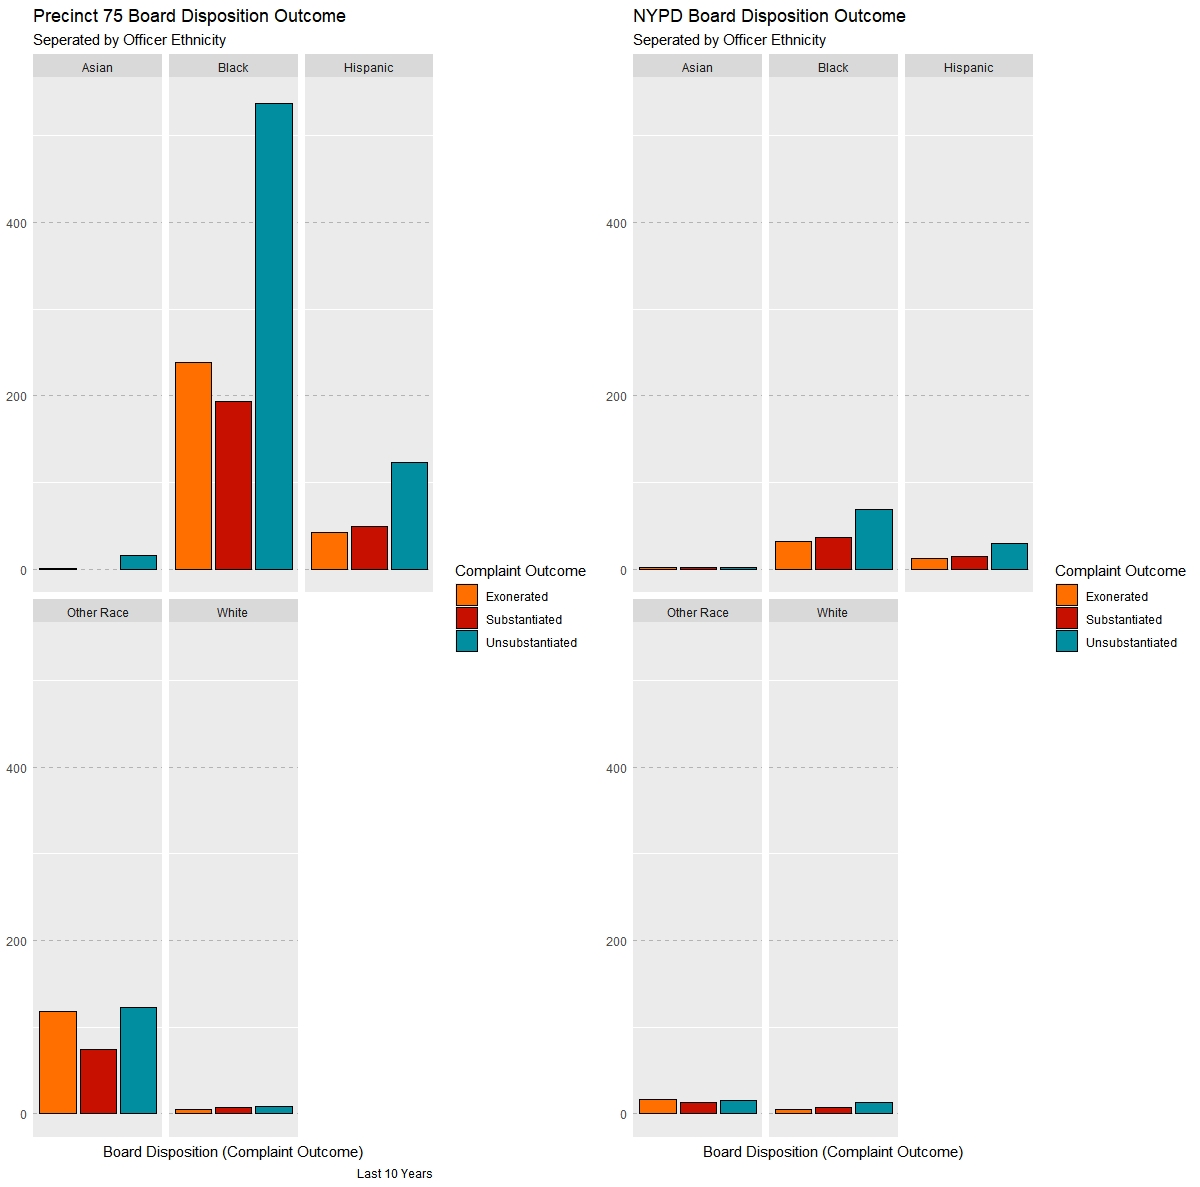 Precinct 75 Board Disposition Outcome
Seperated by Officer Ethnicity
Asian
Black
Hispanic
400
200
0
Other Race
White
400
200
0
Board Disposition (Complaint Outcome)
Last 10 Years
Complaint Outcome
Exonerated
Substantiated
Unsubstantiated
NYPD Board Disposition Outcome
Seperated by Officer Ethnicity
Asian
Black
Hispanic
400
200
0
Other Race
White
400
200
0
Board Disposition (Complaint Outcome)
Complaint Outcome
Exonerated
Substantiated
Unsubstantiated